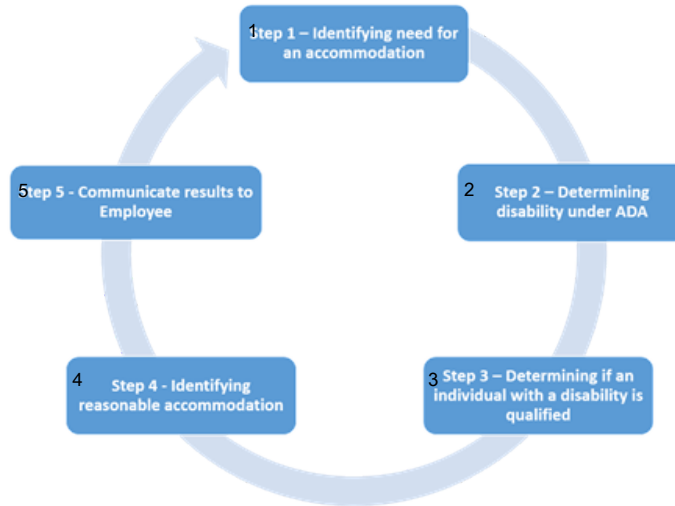 1
Step 1 – Identifying need for
an accommodation
2
Step 2 – Determining
disability under ADA
3
Step 3 – Determining if an
individual with a disability is
qualified
4
Step 4 - Identifying
reasonable accommodation
5
Step 5 - Communicate results to
Employee